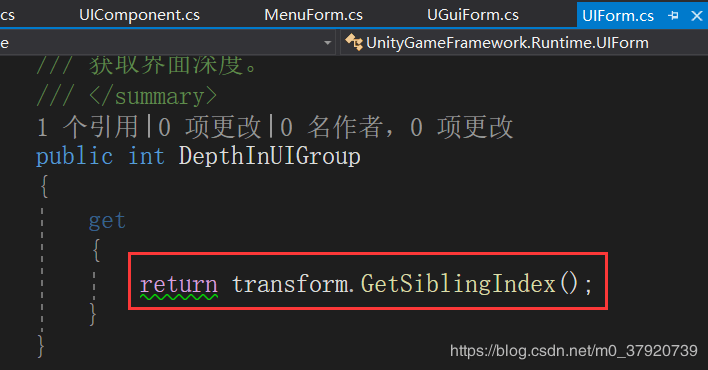 cs UIComponent.cs MenuForm.cs UGuiForm.cs UIForm.cs
e UnityGameFramework.Runtime.UIForm
/// 获取界面深度。
/// </summary>
1 个引用|0 项更改|0 名作者，0 项更改
public int DepthInUIGroup
{
get
{
return transform.GetSiblingIndex();
}
}
https://blog.csdn.net/m0_37920739